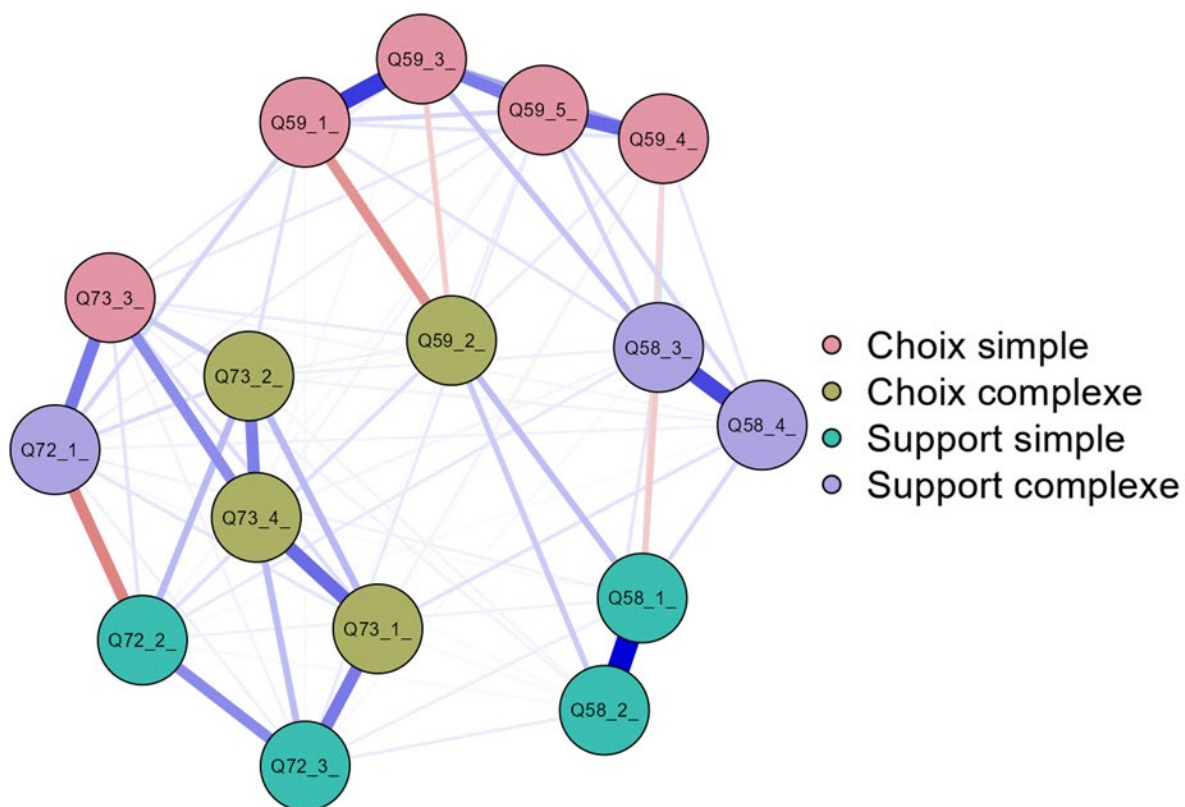 Q59_3_
Q59_5_
Q59_1_
Q59_4_
Q73_3_
Q59_2_
Q58_3_
Q73_2_
Q58_4_
Q72_1_
Q73_4_
Q58_1_
Q73_1_
Q72_2_
Q58_2_
Q72_3_
Choix simple
Choix complexe
Support simple
Support complexe